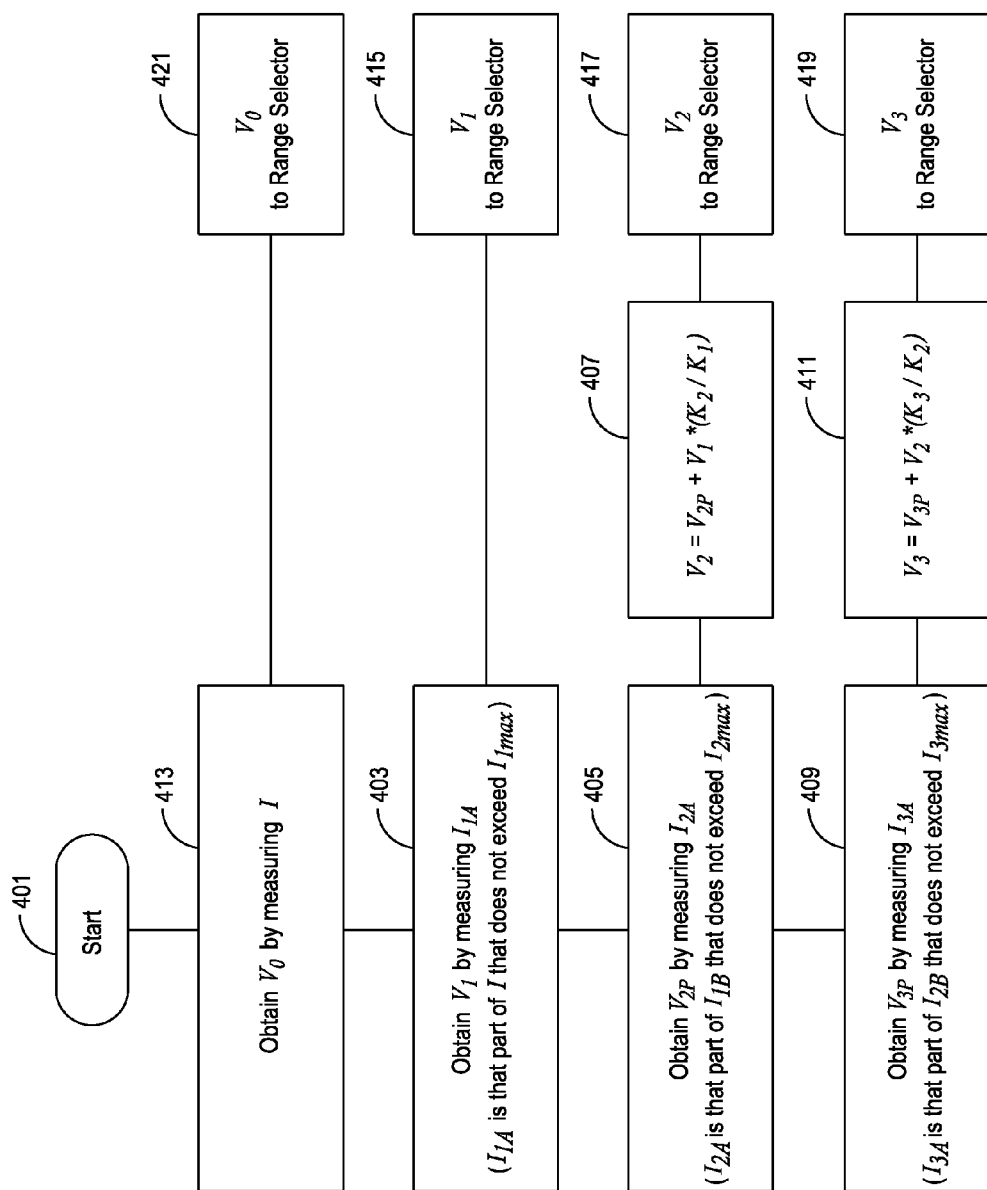 401
Start
413
Obtain V0 by measuring I
421
V0
to Range Selector
403
Obtain V1 by measuring I1A
(I1A is that part of I that does not exceed I1max)
415
V1
to Range Selector
405
Obtain V2P by measuring I2A
(I2A is that part of I1B that does not exceed I2max)
407
V2 = V2P + V1 *(K2 / K1)
417
V2
to Range Selector
409
Obtain V3P by measuring I3A
(I3A is that part of I2B that does not exceed I3max)
411
V3 = V3P + V2 *(K3 / K2)
419
V3
to Range Selector